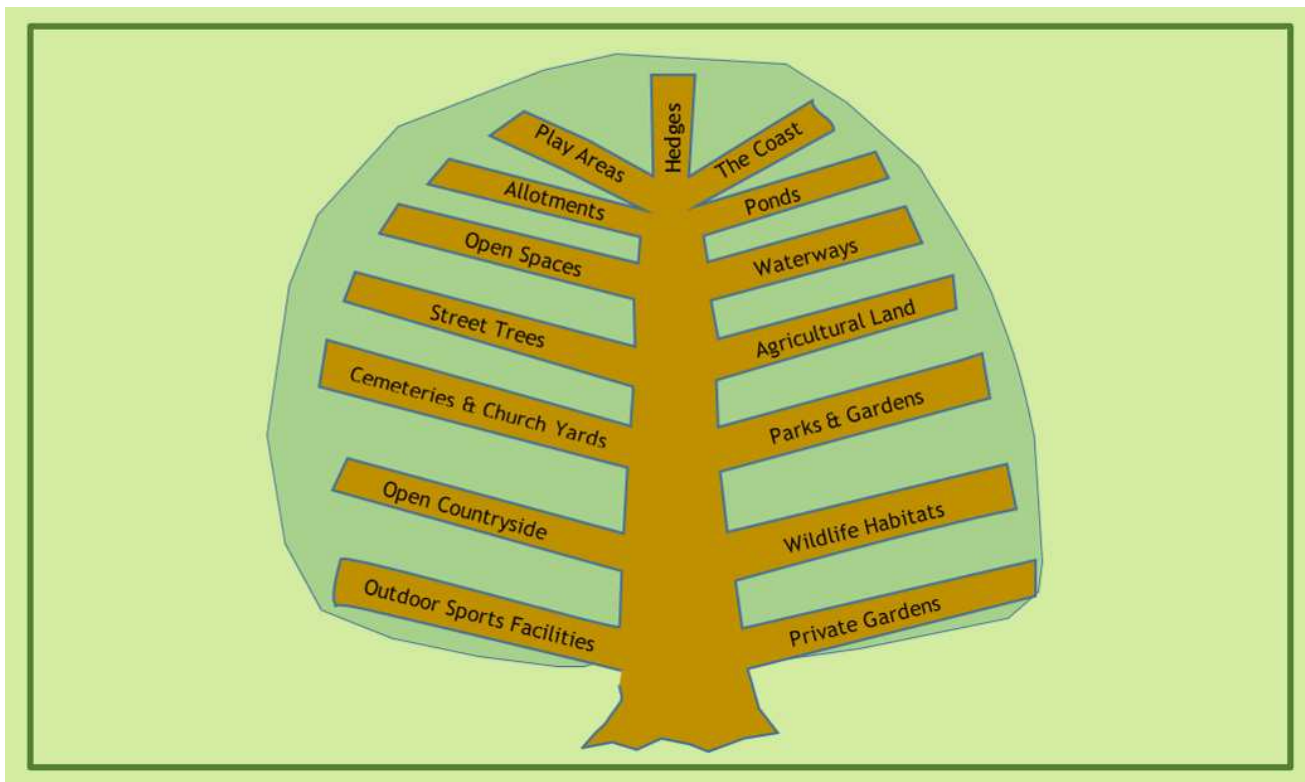 Hedges
Play Areas
The Coast
Allotments
Ponds
Open Spaces
Waterways
Street Trees
Agricultural Land
Cemeteries & Church Yards
Parks & Gardens
Open Countryside
Wildlife Habitats
Outdoor Sports Facilities
Private Gardens